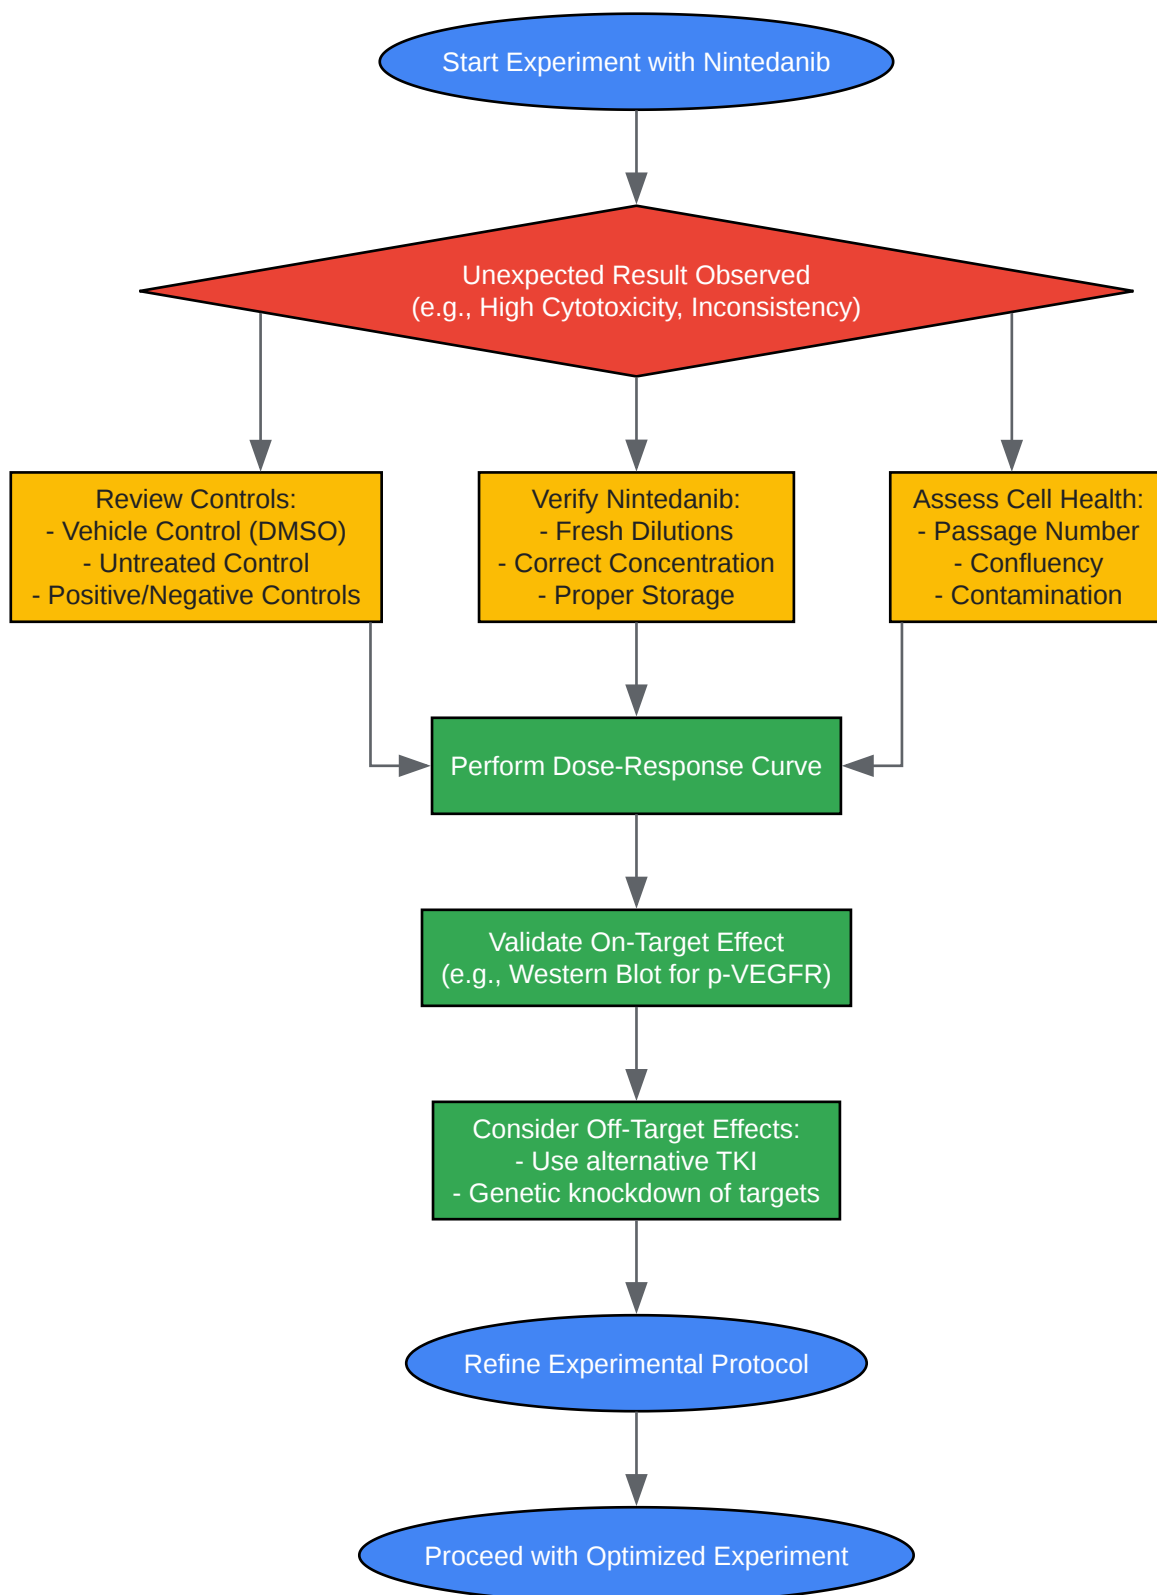 Start Experiment with Nintedanib
Unexpected Result Observed
(e.g., High Cytotoxicity, Inconsistency)
Review Controls:
- Vehicle Control (DMSO)
- Untreated Control
- Positive/Negative Controls
Verify Nintedanib:
- Fresh Dilutions
- Correct Concentration
- Proper Storage
Assess Cell Health:
- Passage Number
- Confluency
- Contamination
Perform Dose-Response Curve
Validate On-Target Effect
(e.g., Western Blot for p-VEGFR)
Consider Off-Target Effects:
- Use alternative TKI
- Genetic knockdown of targets
Refine Experimental Protocol
Proceed with Optimized Experiment